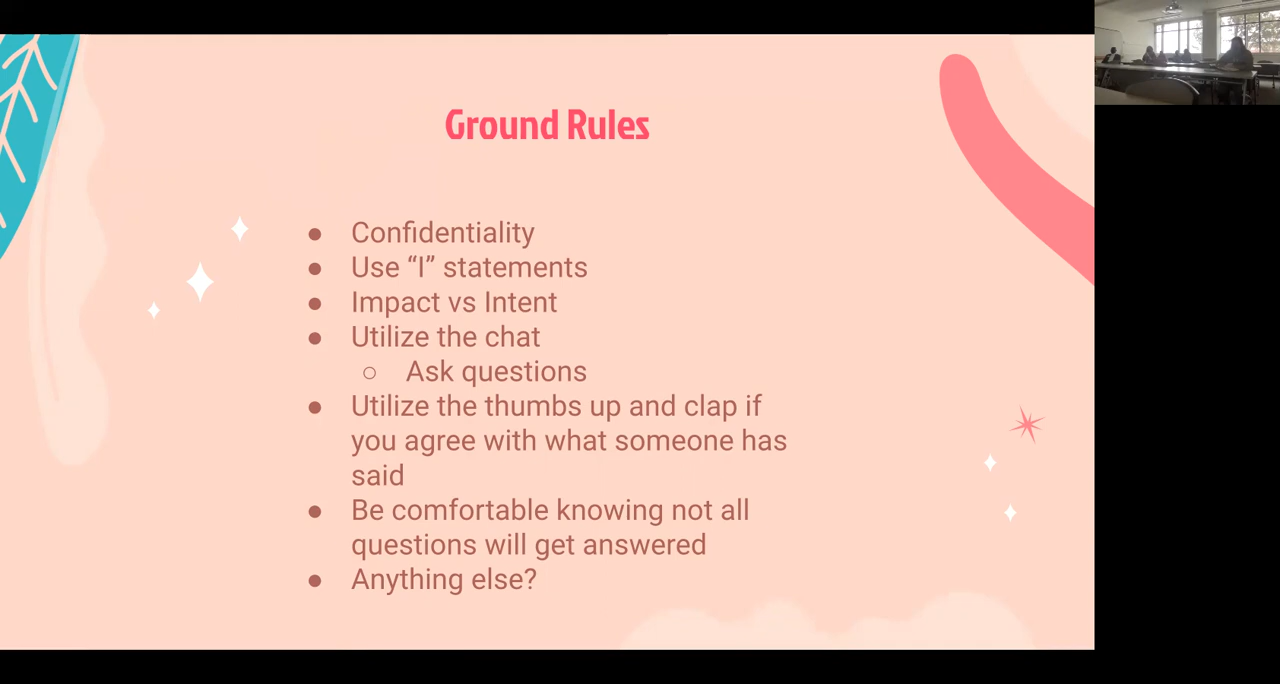 Ground Rules
● Confidentiality
● Use “I” statements
● Impact vs Intent
● Utilize the chat
○ Ask questions
● Utilize the thumbs up and clap if
you agree with what someone has
said
● Be comfortable knowing not all
questions will get answered
● Anything else?